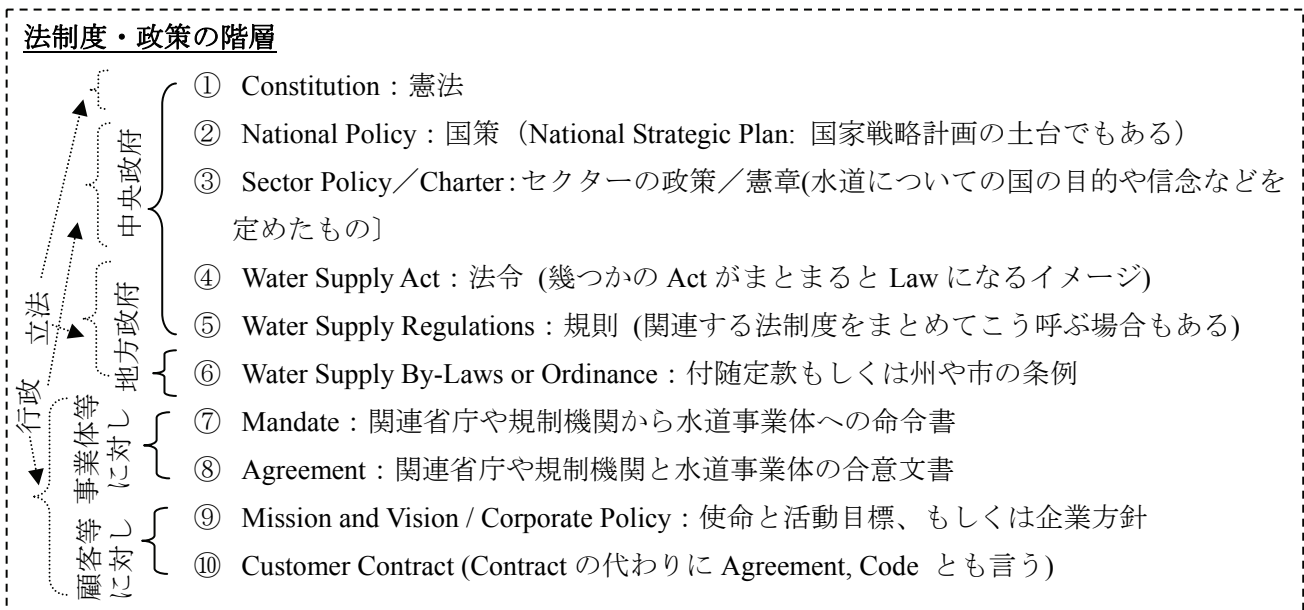 法制度・政策の階層
① Constitution：憲法
② National Policy：国策（National Strategic Plan: 国家戦略計画の土台でもある）
③ Sector Policy／Charter：セクターの政策／憲章(水道についての国の目的や信念などを
定めたもの〕
④ Water Supply Act：法令 (幾つかの Act がまとまると Law になるイメージ)
⑤ Water Supply Regulations：規則 (関連する法制度をまとめてこう呼ぶ場合もある)
⑥ Water Supply By-Laws or Ordinance：付随定款もしくは州や市の条例
⑦ Mandate：関連省庁や規制機関から水道事業体への命令書
⑧ Agreement：関連省庁や規制機関と水道事業体の合意文書
⑨ Mission and Vision / Corporate Policy：使命と活動目標、もしくは企業方針
⑩ Customer Contract (Contract の代わりに Agreement, Code とも言う)
中央政府
地方政府
事業体等
に対し
顧客等
に対し
立法
行政